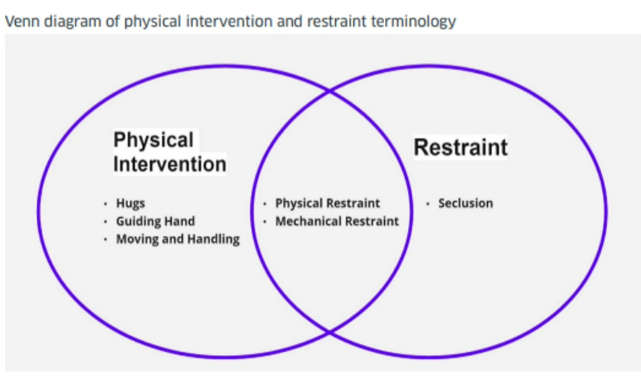 Venn diagram of physical intervention and restraint terminology
Physical
Intervention
· Hugs
· Guiding Hand
· Moving and Handling
· Physical Restraint
· Mechanical Restraint
Restraint
· Seclusion